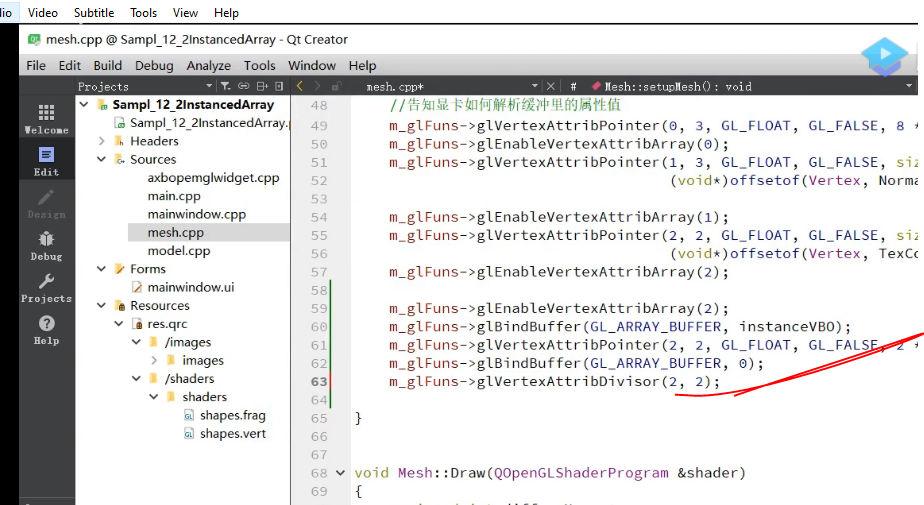 dio Video Subtitle Tools View Help
mesh.cpp @ Sampl_12_2InstancedArray - Qt Creator
File Edit Build Debug Analyze Tools Window Help
Projects
mesh.cpp*
# Mesh::setupMesh(): void
Welcome
Edit
Design
Debug
Projects
Help
Sampl_12_2InstancedArray
Sampl_12_2InstancedArray.
Headers
Sources
axbopemglwidget.cpp
main.cpp
mainwindow.cpp
mesh.cpp
model.cpp
Forms
mainwindow.ui
Resources
res.qrc
/images
images
/shaders
shaders
shapes.frag
shapes.vert
48 //告知显卡如何解析缓冲里的属性值
49 m_glFuns->glVertexAttribPointer(0, 3, GL_FLOAT, GL_FALSE, 8 *
50 m_glFuns->glEnableVertexAttribArray(0);
51 m_glFuns->glVertexAttribPointer(1, 3, GL_FLOAT, GL_FALSE, siz
52 (void*)offsetof(Vertex, Norma
53
54 m_glFuns->glEnableVertexAttribArray(1);
55 m_glFuns->glVertexAttribPointer(2, 2, GL_FLOAT, GL_FALSE, siz
56 (void*)offsetof(Vertex, TexCo
57 m_glFuns->glEnableVertexAttribArray(2);
58
59 m_glFuns->glEnableVertexAttribArray(2);
60 m_glFuns->glBindBuffer(GL_ARRAY_BUFFER, instanceVBO);
61 m_glFuns->glVertexAttribPointer(2, 2, GL_FLOAT, GL_FALSE, 2 *
62 m_glFuns->glBindBuffer(GL_ARRAY_BUFFER, 0);
63 m_glFuns->glVertexAttribDivisor(2, 2);
64
65 }
66
67
68 void Mesh::Draw(QOpenGLShaderProgram &shader)
69 {